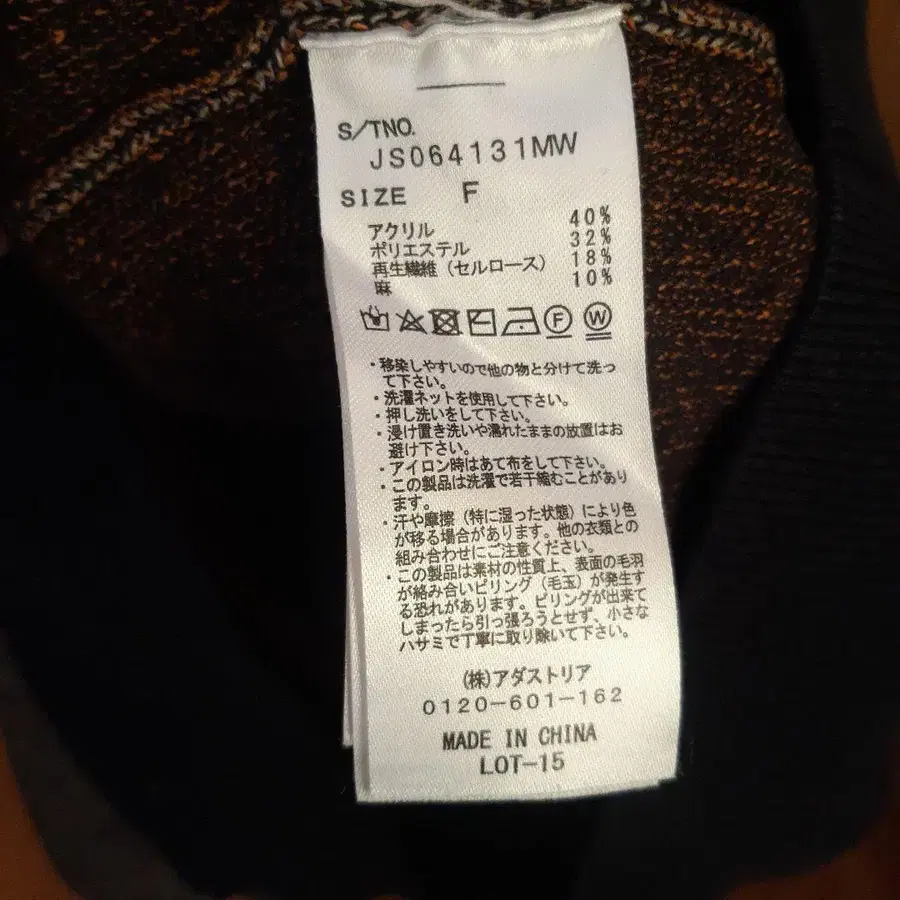 S/TNO.
JS064131MW
SIZE F
アクリル 40%
ポリエステル 32%
再生繊維（セルロース） 18%
麻 10%
F W
・移染しやすいので他の物と分けて洗っ
て下さい。
・洗濯ネットを使用して下さい。
・押し洗いをして下さい。
・浸け置き洗いや濡れたままの放置はお
避け下さい。
・アイロン時はあて布をして下さい。
・この製品は洗濯で若干縮むことがあり
ます。
・汗や摩擦（特に湿った状態）により色
が移る場合があります。他の衣類との
組み合わせにご注意ください。
・この製品は素材の性質上、表面の毛羽
が絡み合いピリング（毛玉）が発生す
る恐れがあります。ピリングが出来て
しまったら引っ張ろうとせず、小さな
ハサミで丁寧に取り除いて下さい。
(株)アダストリア
0120-601-162
MADE IN CHINA
LOT-15